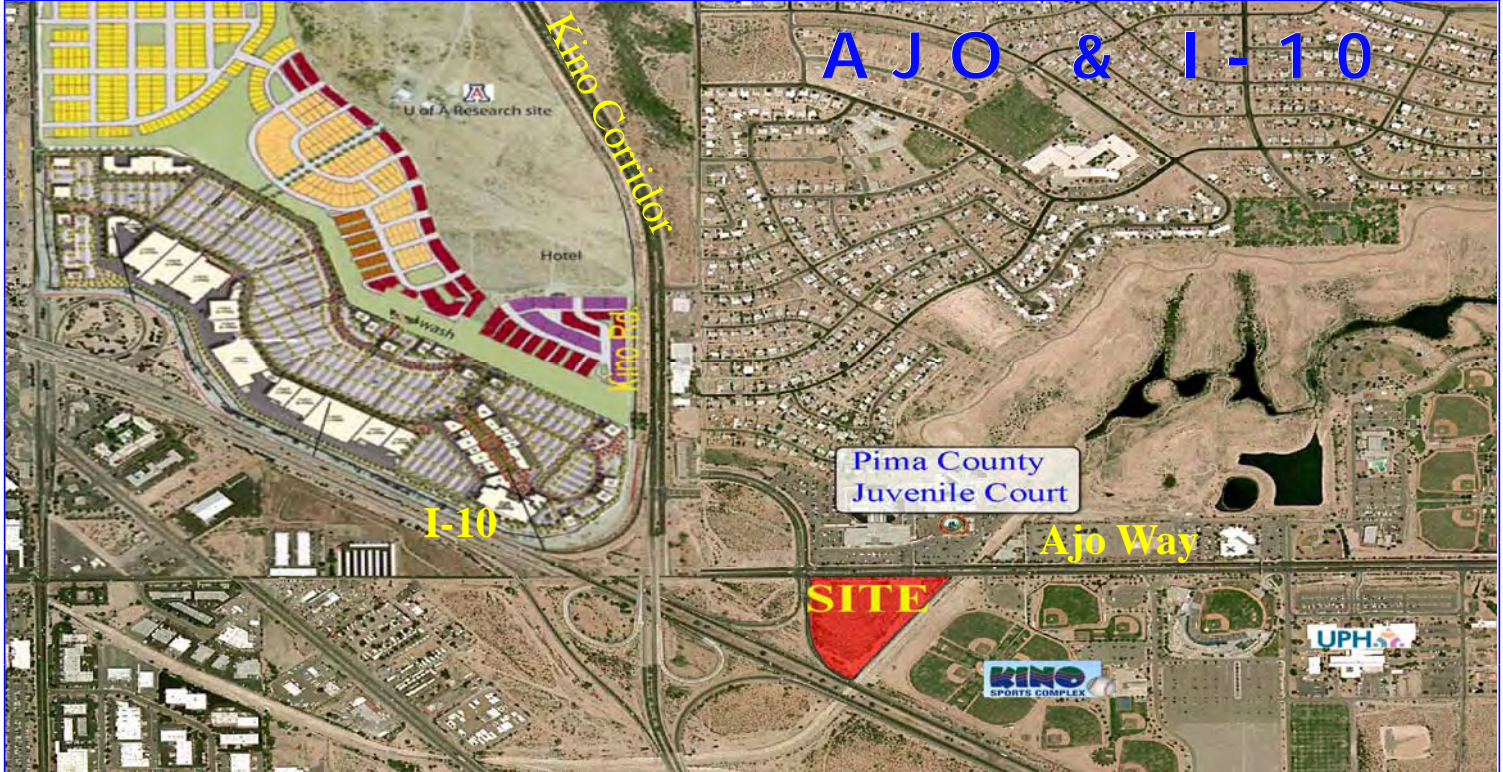 AJO & I-10
Kino Corridor
A
U of A Research site
Hotel
wash
Kino Rd.
Pima County
Juvenile Court
I-10
Ajo Way
SITE
UPH
KINO
SPORTS COMPLEX